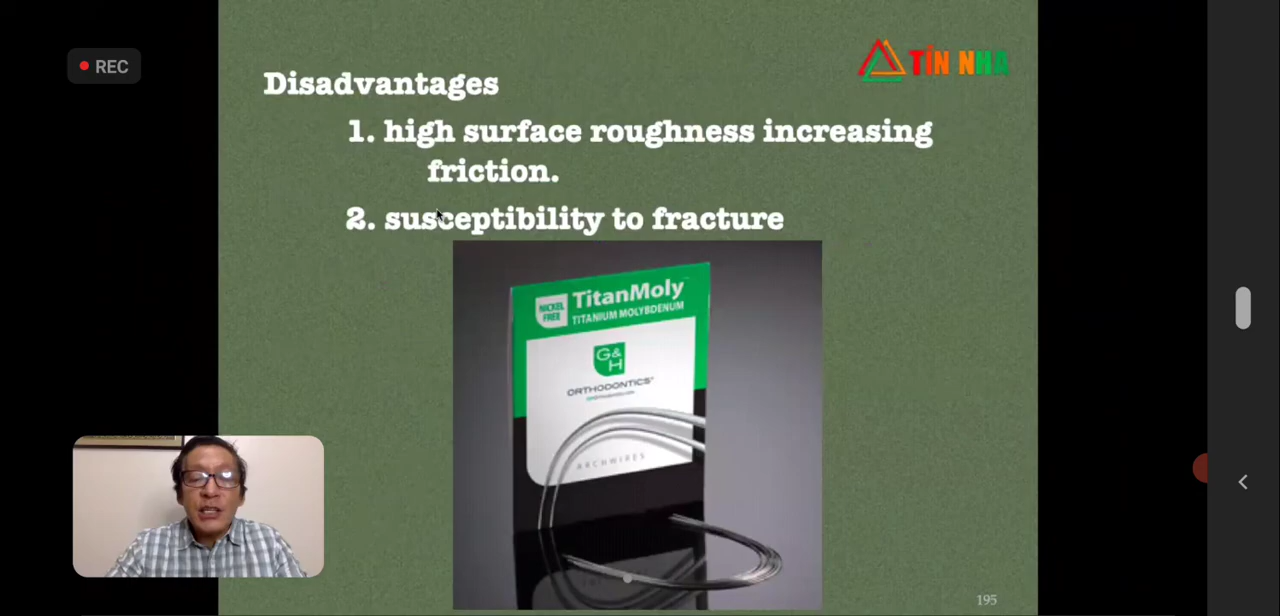 REC
TÍN NHA
Disadvantages
1. high surface roughness increasing
friction.
2. susceptibility to fracture
NICKEL
FREE
TitanMoly
TITANIUM MOLYBDENUM
G&H
ORTHODONTICS
ARCHWIRES
195